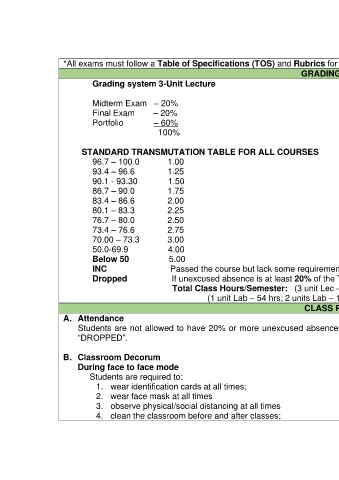 *All exams must follow a Table of Specifications (TOS) and Rubrics for
GRADING
Grading system 3-Unit Lecture
Midterm Exam – 20%
Final Exam – 20%
Portfolio – 60%
100%
STANDARD TRANSMUTATION TABLE FOR ALL COURSES
96.7 – 100.0 1.00
93.4 – 96.6 1.25
90.1 - 93.30 1.50
86.7 – 90.0 1.75
83.4 – 86.6 2.00
80.1 – 83.3 2.25
76.7 – 80.0 2.50
73.4 – 76.6 2.75
70.00 – 73.3 3.00
50.0-69.9 4.00
Below 50 5.00
INC Passed the course but lack some requiremen
Dropped If unexcused absence is at least 20% of the
Total Class Hours/Semester: (3 unit Lec –
(1 unit Lab – 54 hrs; 2 units Lab – 1
CLASS
A. Attendance
Students are not allowed to have 20% or more unexcused absence
“DROPPED”.
B. Classroom Decorum
During face to face mode
Students are required to:
1. wear identification cards at all times;
2. wear face mask at all times
3. observe physical/social distancing at all times
4. clean the classroom before and after classes;